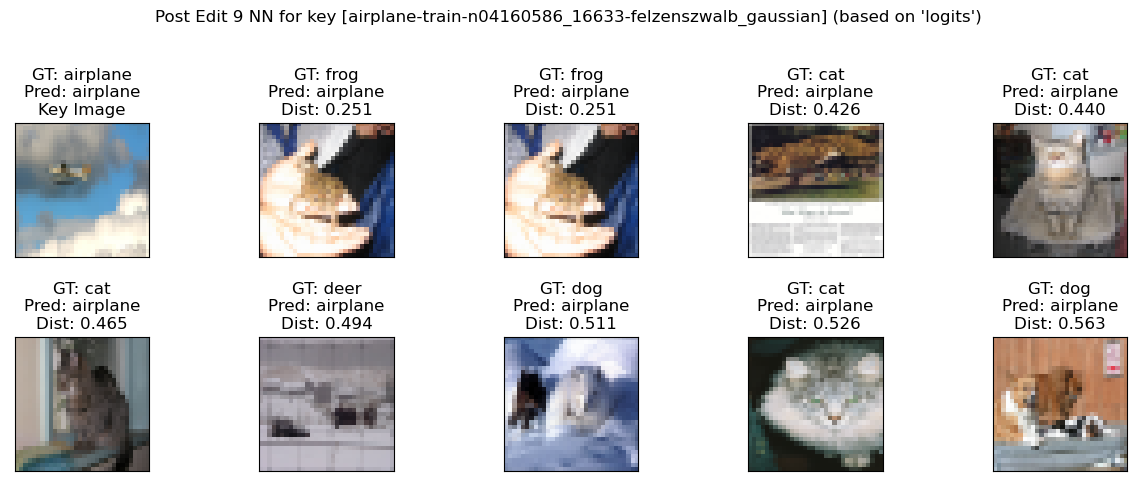 Post Edit 9 NN for key [airplane-train-n04160586_16633-felzenszwalb_gaussian] (based on 'logits')
GT: airplane
Pred: airplane
Key Image
GT: frog
Pred: airplane
Dist: 0.251
GT: frog
Pred: airplane
Dist: 0.251
GT: cat
Pred: airplane
Dist: 0.426
GT: cat
Pred: airplane
Dist: 0.440
GT: cat
Pred: airplane
Dist: 0.465
GT: deer
Pred: airplane
Dist: 0.494
GT: dog
Pred: airplane
Dist: 0.511
GT: cat
Pred: airplane
Dist: 0.526
GT: dog
Pred: airplane
Dist: 0.563